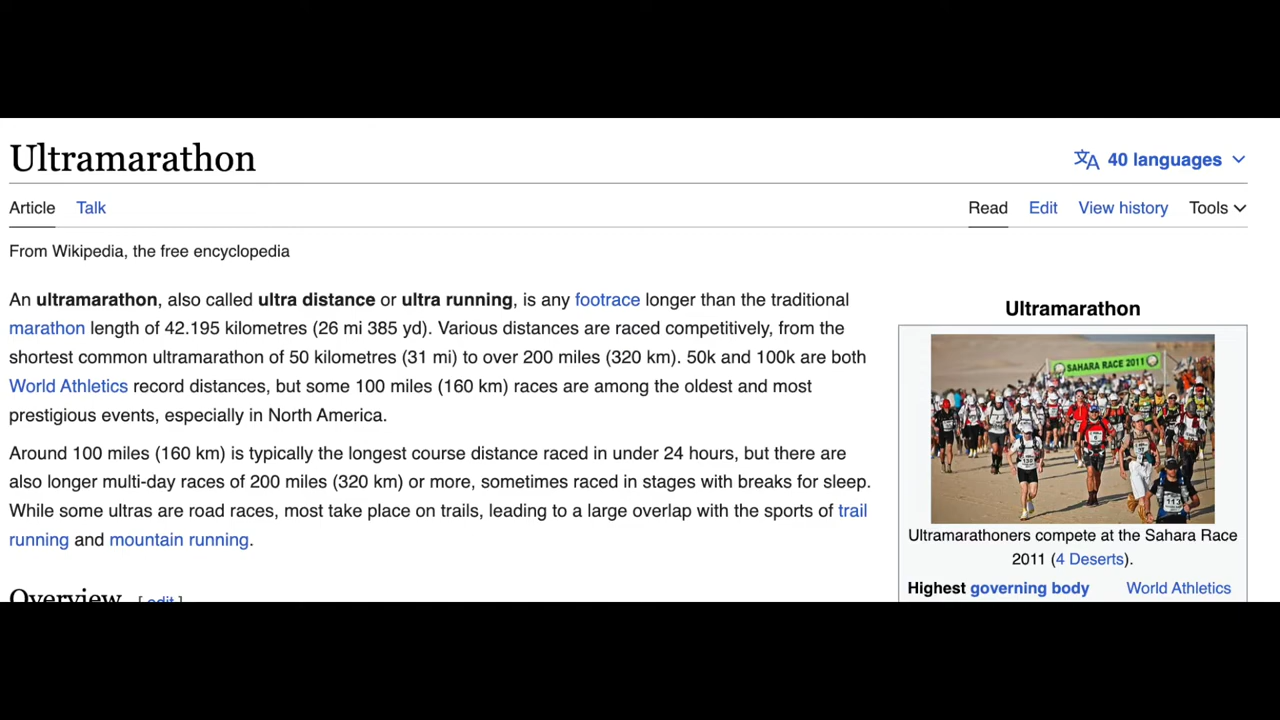 Ultramarathon
40 languages
Article Talk
Read Edit View history Tools
From Wikipedia, the free encyclopedia
An ultramarathon, also called ultra distance or ultra running, is any footrace longer than the traditional
marathon length of 42.195 kilometres (26 mi 385 yd). Various distances are raced competitively, from the
shortest common ultramarathon of 50 kilometres (31 mi) to over 200 miles (320 km). 50k and 100k are both
World Athletics record distances, but some 100 miles (160 km) races are among the oldest and most
prestigious events, especially in North America.
Around 100 miles (160 km) is typically the longest course distance raced in under 24 hours, but there are
also longer multi-day races of 200 miles (320 km) or more, sometimes raced in stages with breaks for sleep.
While some ultras are road races, most take place on trails, leading to a large overlap with the sports of trail
running and mountain running.
Overview [ edit ]
Ultramarathon
SAHARA RACE 2011
Ultramarathoners compete at the Sahara Race
2011 (4 Deserts).
Highest governing body World Athletics